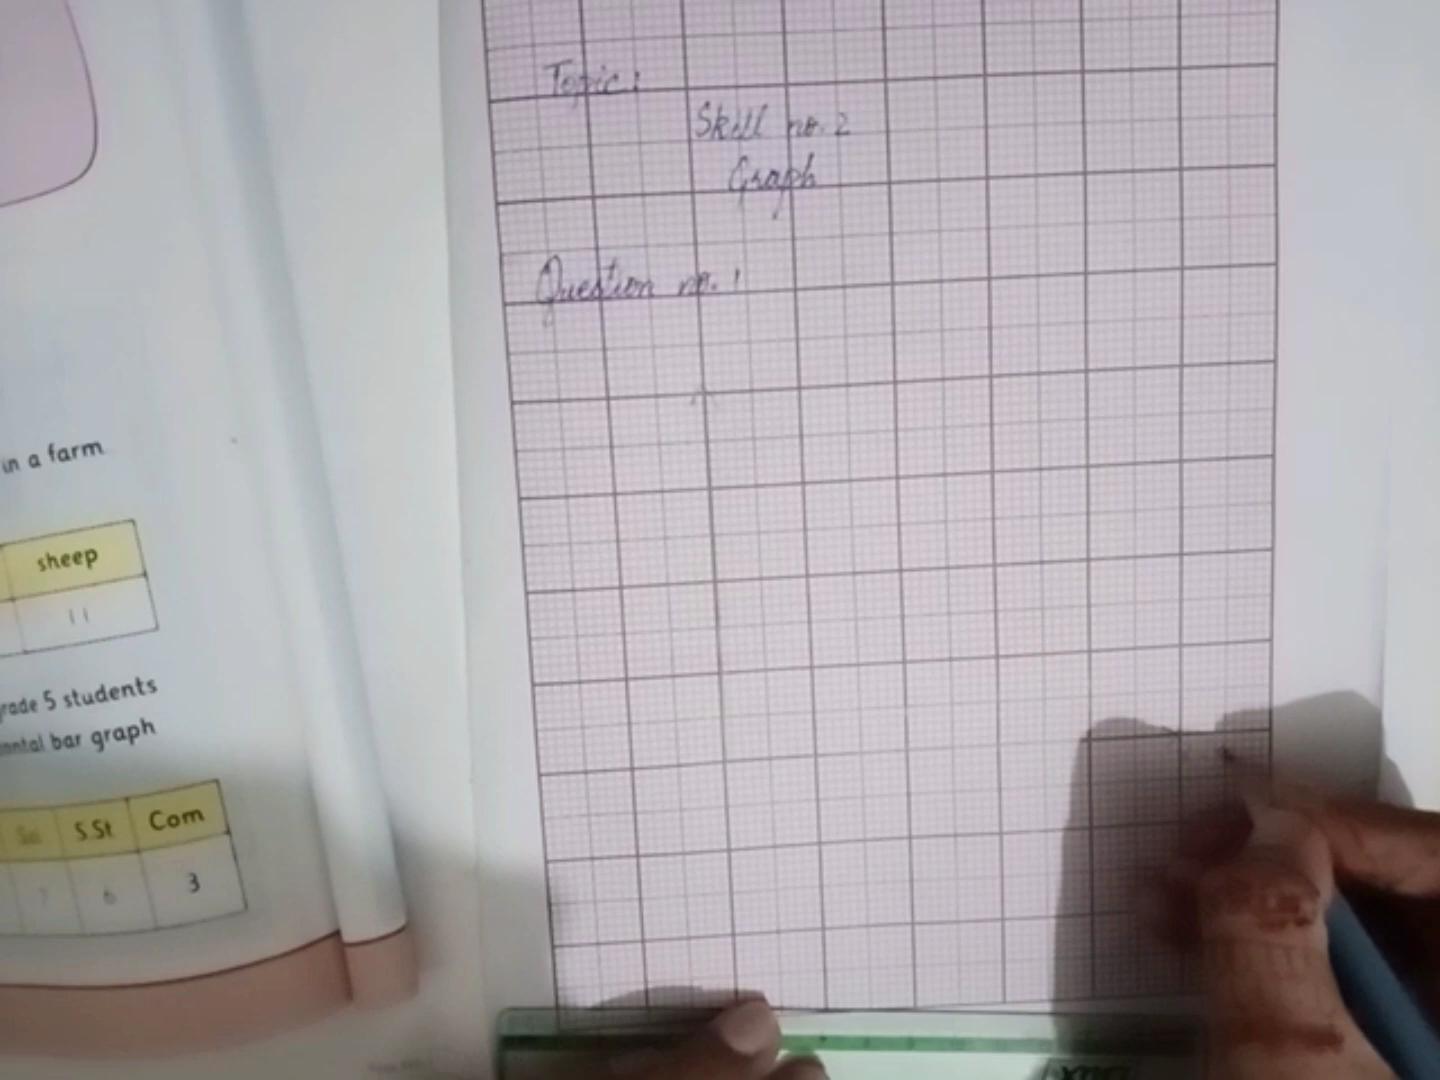 Topic:
Skill no. 2
Graph
Question no. 1
in a farm
sheep
11
rade 5 students
ontal bar graph
S.St Com
7 6 3